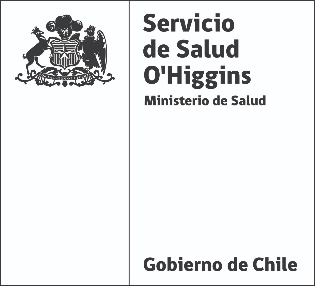 Servicio
de Salud
O'Higgins
Ministerio de Salud
Gobierno de Chile